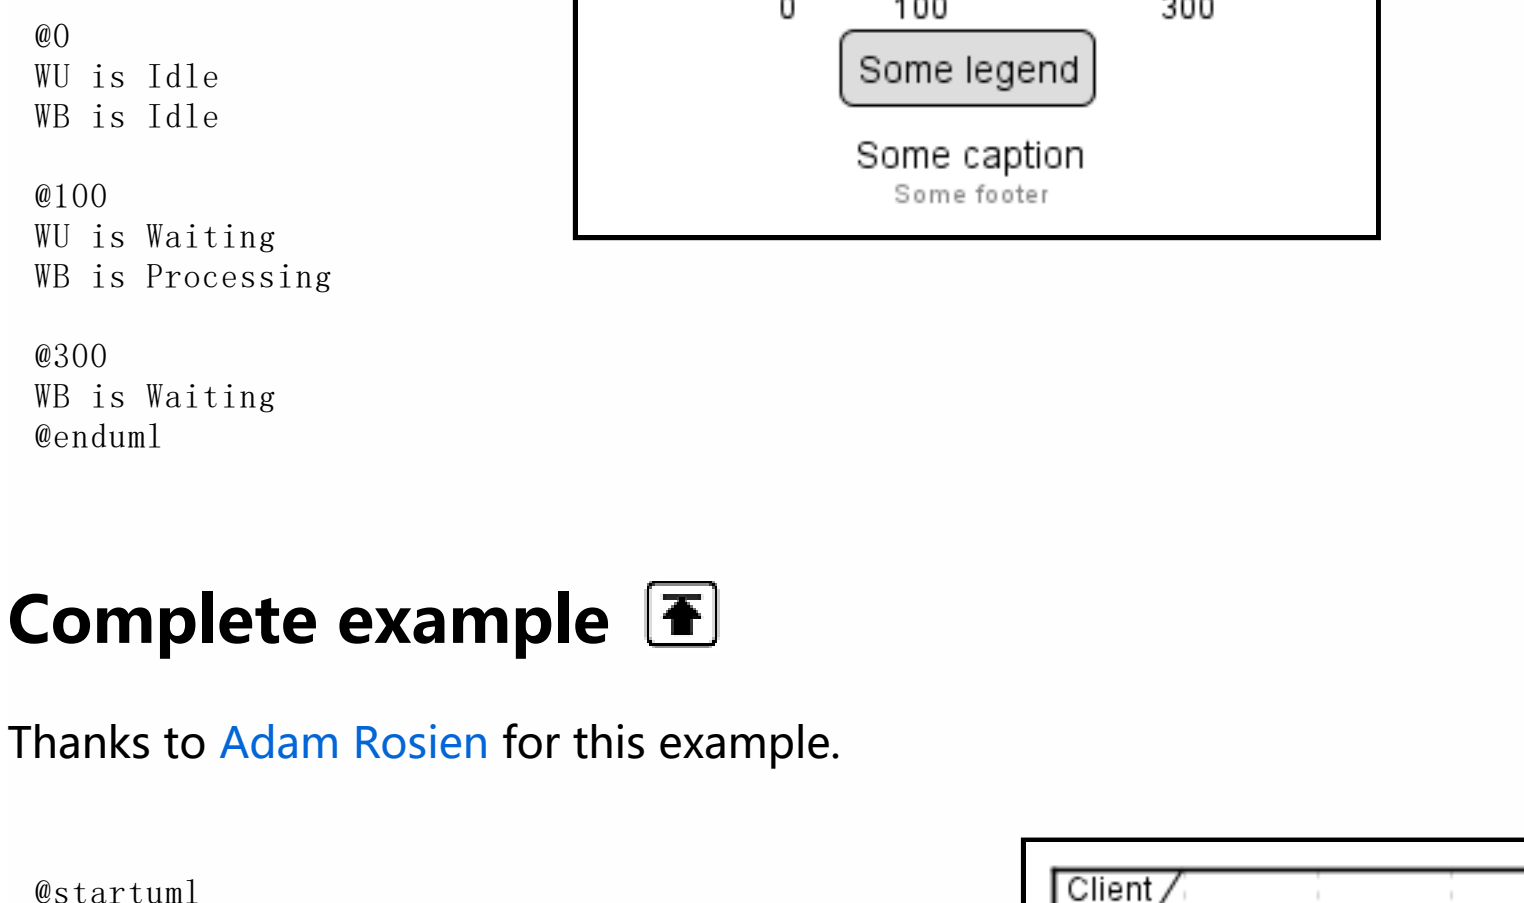 @0
WU is Idle
WB is Idle
@100
WU is Waiting
WB is Processing
@300
WB is Waiting
@enduml
0 100 300
Some legend
Some caption
Some footer
Complete example
Thanks to Adam Rosien for this example.
@startuml
Client